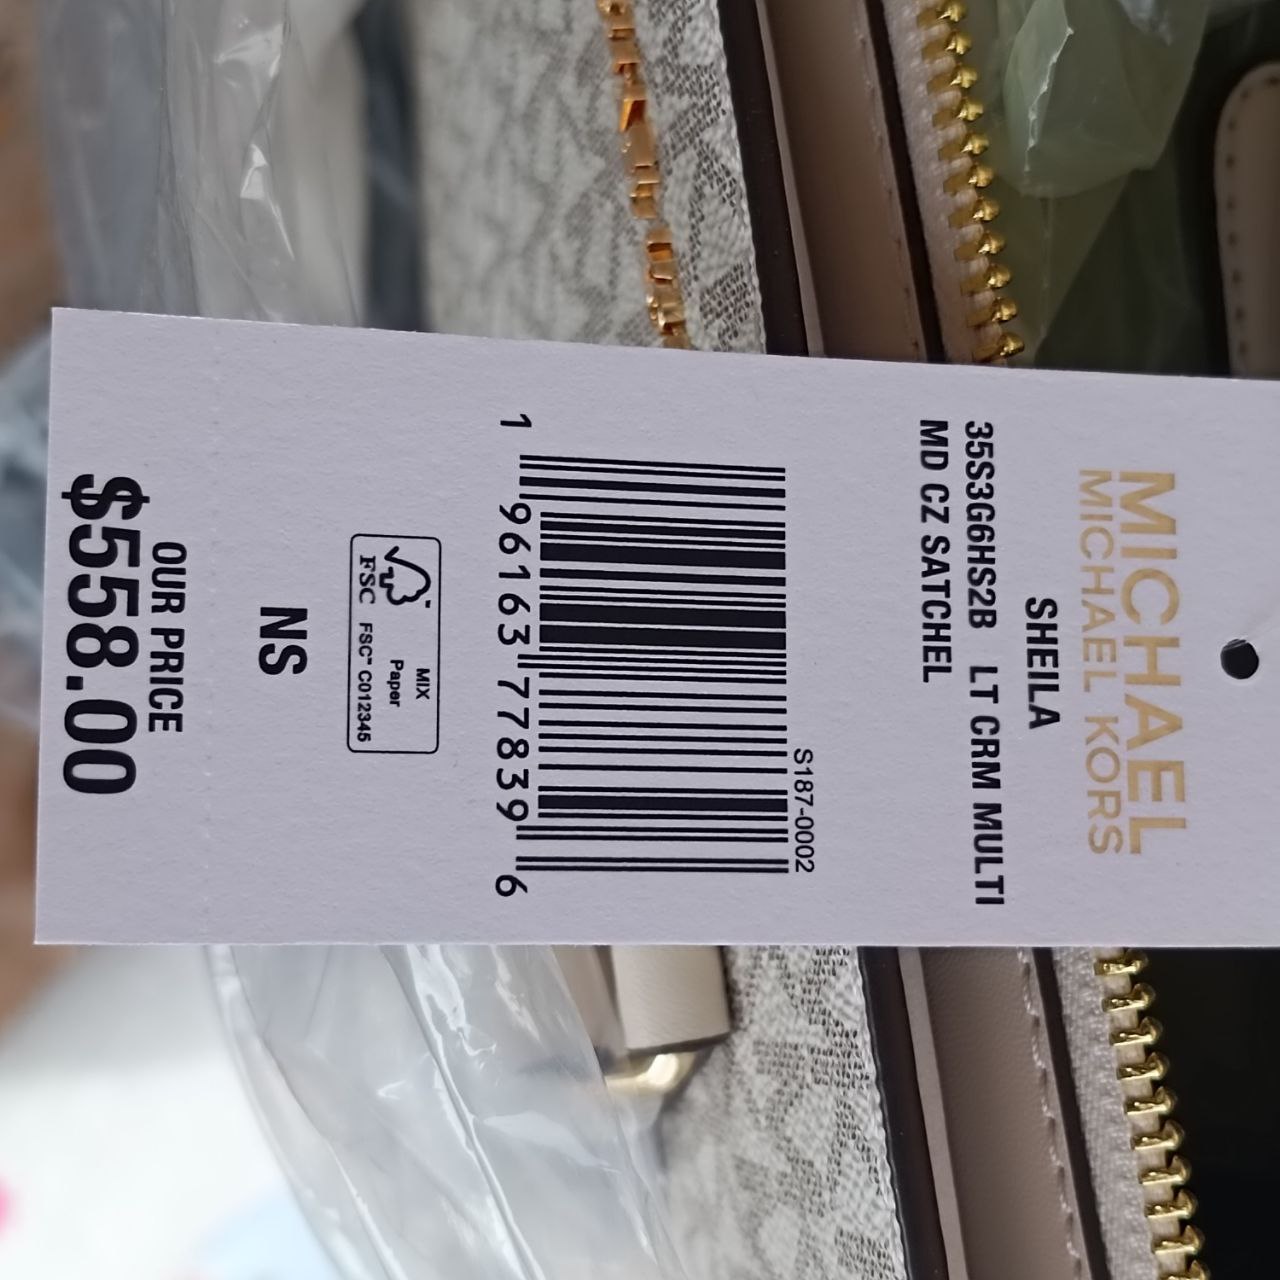 MICHAEL
MICHAEL KORS
SHEILA
35S3G6HS2B LT CRM MULTI
MD CZ SATCHEL
S187-0002
1 96163 77839 6
MIX
Paper
FSC FSC™ C012345
NS
OUR PRICE
$558.00